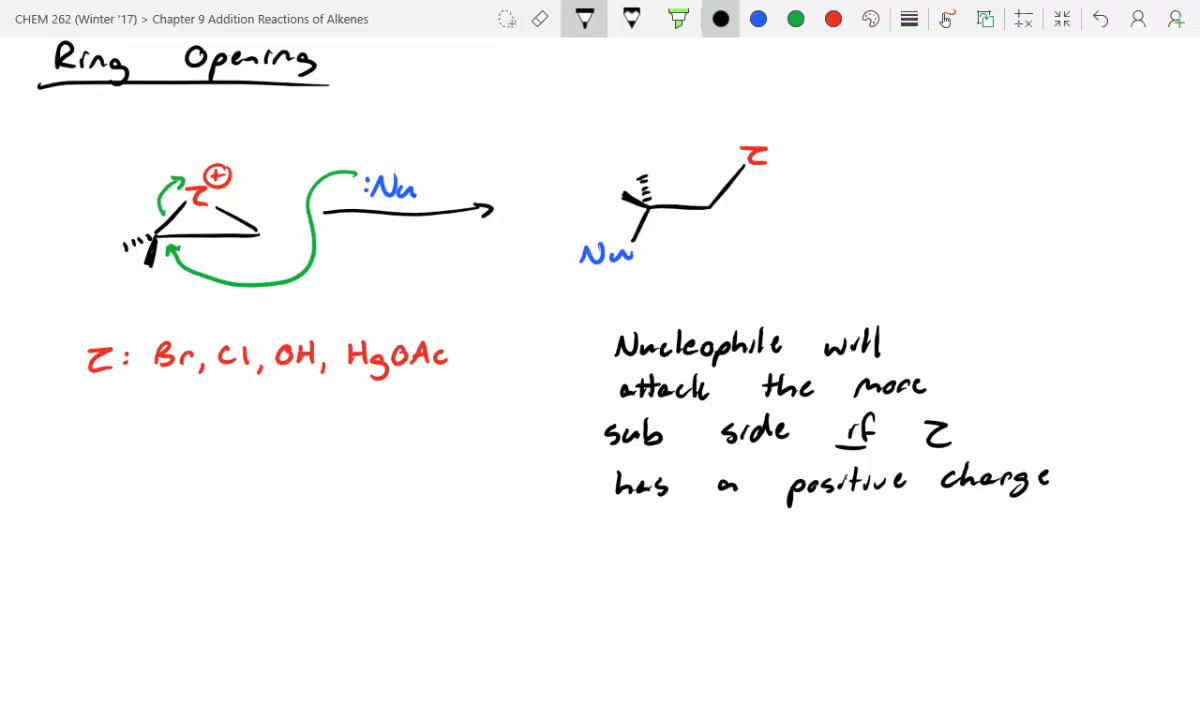 CHEM 262 (Winter '17) > Chapter 9 Addition Reactions of Alkenes
Ring Opening
Z
+
:Nu
Z
Nu
Z: Br, Cl, OH, HgOAc
Nucleophile will
attack the more
sub side if Z
has a positive charge